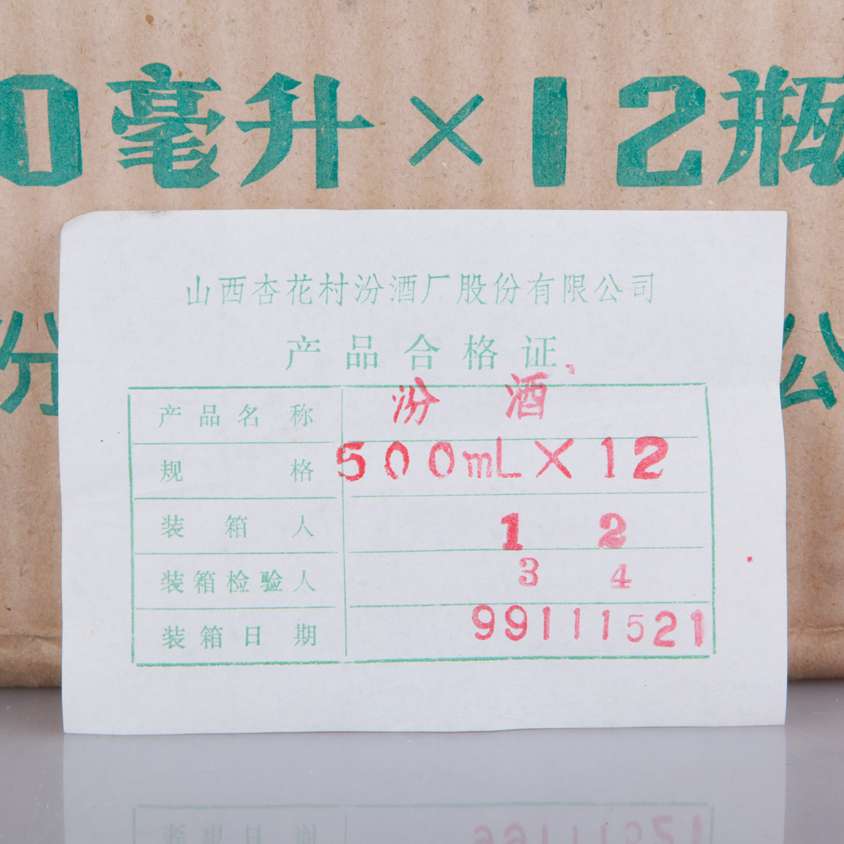 0毫升×12瓶
份
公
山西杏花村汾酒厂股份有限公司
产品合格证
产品名称 汾酒
规格 500mL×12
装箱人 1 2
装箱检验人 3 4
装箱日期 99111521